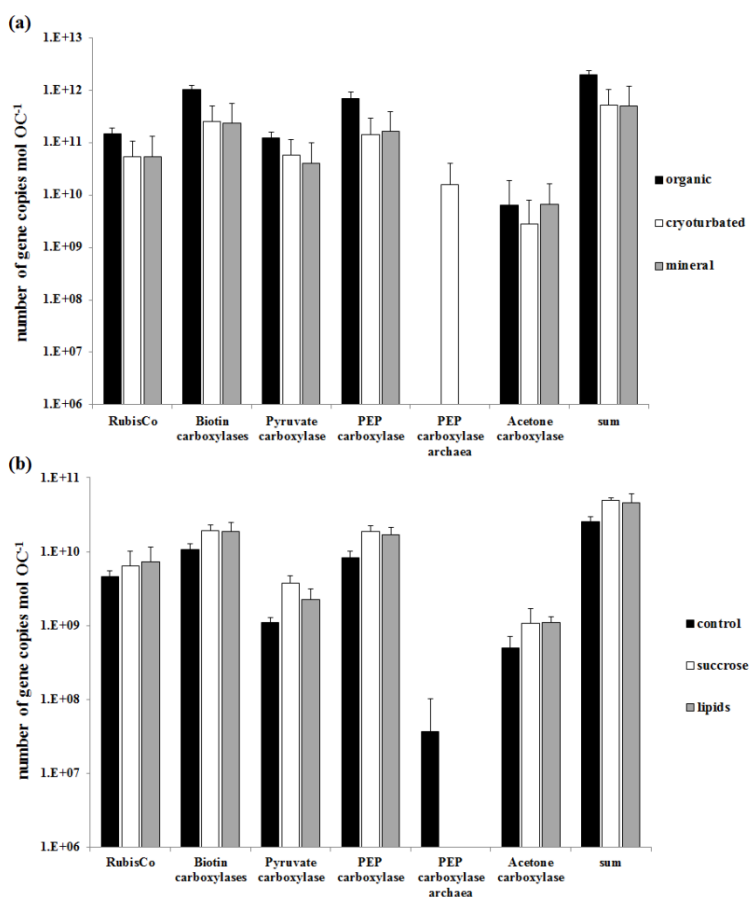 (a)
1.E+13
1.E+12
1.E+11
1.E+10
1.E+09
1.E+08
1.E+07
1.E+06
number of gene copies mol OC⁻¹
organic
cryoturbated
mineral
RubisCo
Biotin
carboxylases
Pyruvate
carboxylase
PEP
carboxylase
PEP
carboxylase
archaea
Acetone
carboxylase
sum
(b)
1.E+11
1.E+10
1.E+09
1.E+08
1.E+07
1.E+06
number of gene copies mol OC⁻¹
control
succrose
lipids
RubisCo
Biotin
carboxylases
Pyruvate
carboxylase
PEP
carboxylase
PEP
carboxylase
archaea
Acetone
carboxylase
sum